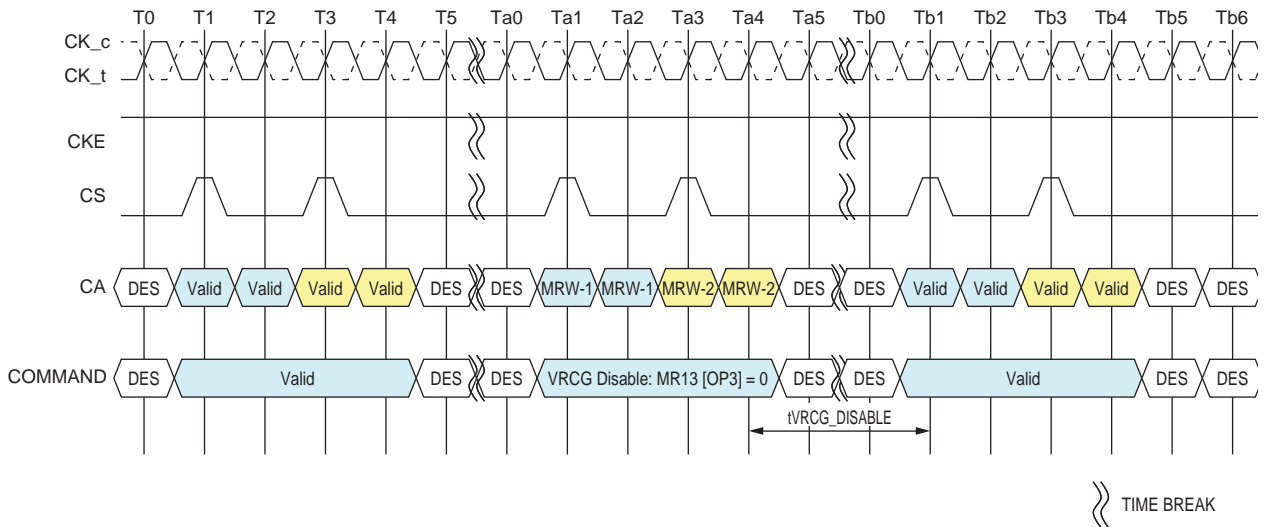 T0 T1 T2 T3 T4 T5 Ta0 Ta1 Ta2 Ta3 Ta4 Ta5 Tb0 Tb1 Tb2 Tb3 Tb4 Tb5 Tb6
CK_c
CK_t
CKE
CS
CA DES Valid Valid Valid Valid DES DES MRW-1 MRW-1 MRW-2 MRW-2 DES DES Valid Valid Valid Valid DES DES
COMMAND DES Valid DES DES VRCG Disable: MR13 [OP3] = 0 DES DES Valid DES DES
tVRCG_DISABLE
TIME BREAK